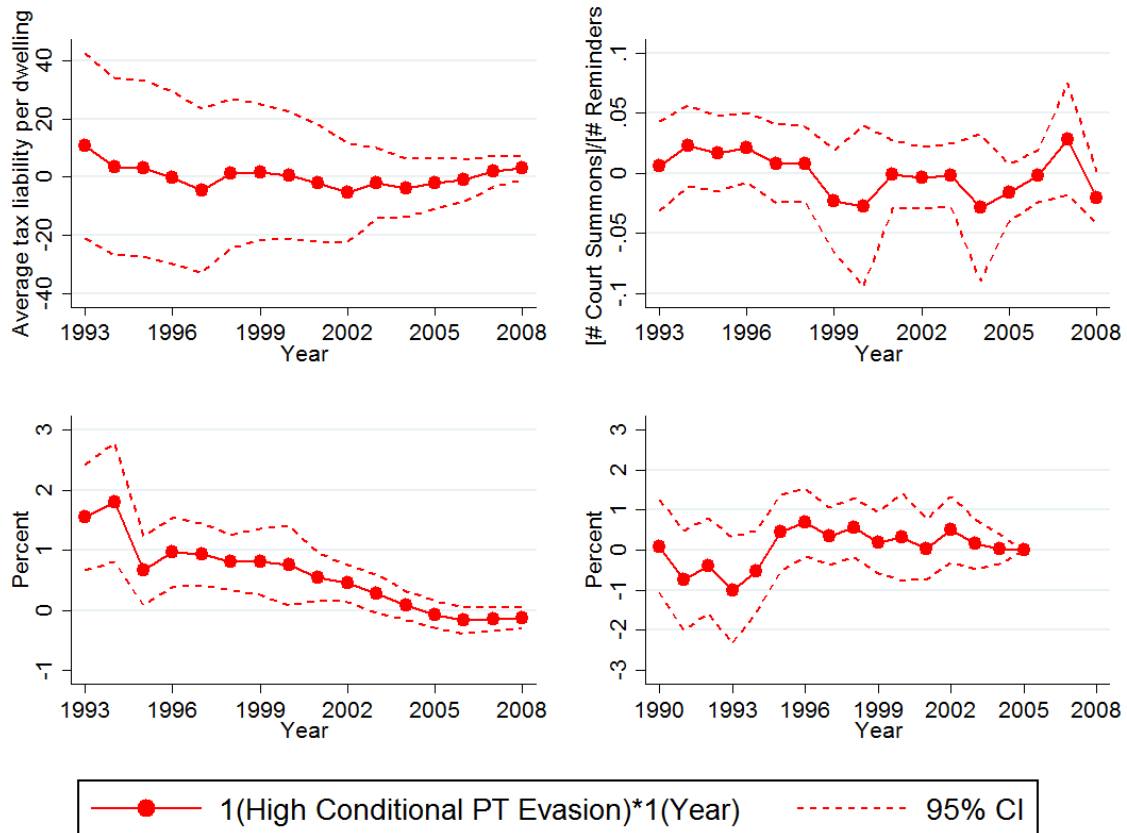 Average tax liability per dwelling
40
20
0
-20
-40
1993 1996 1999 2002 2005 2008
Year
[# Court Summons]/[# Reminders
.1
.05
0
-.05
-.1
1993 1996 1999 2002 2005 2008
Year
Percent
3
2
1
0
-1
1993 1996 1999 2002 2005 2008
Year
Percent
3
2
1
0
-1
-2
-3
1990 1993 1996 1999 2002 2005 2008
Year
1(High Conditional PT Evasion)*1(Year) 95% CI